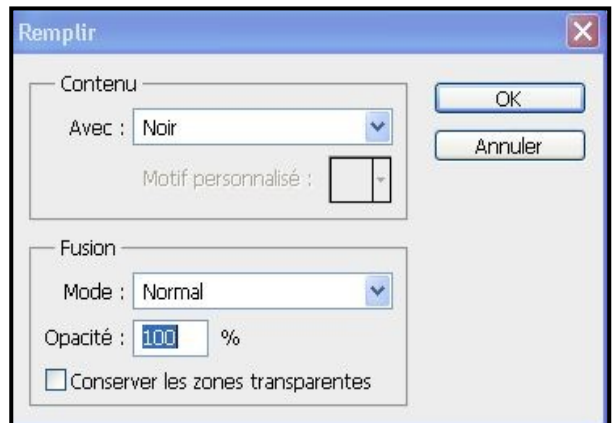 Remplir
Contenu
OK
Avec : Noir
Annuler
Motif personnalisé :
Fusion
Mode : Normal
Opacité : 100 %
Conserver les zones transparentes